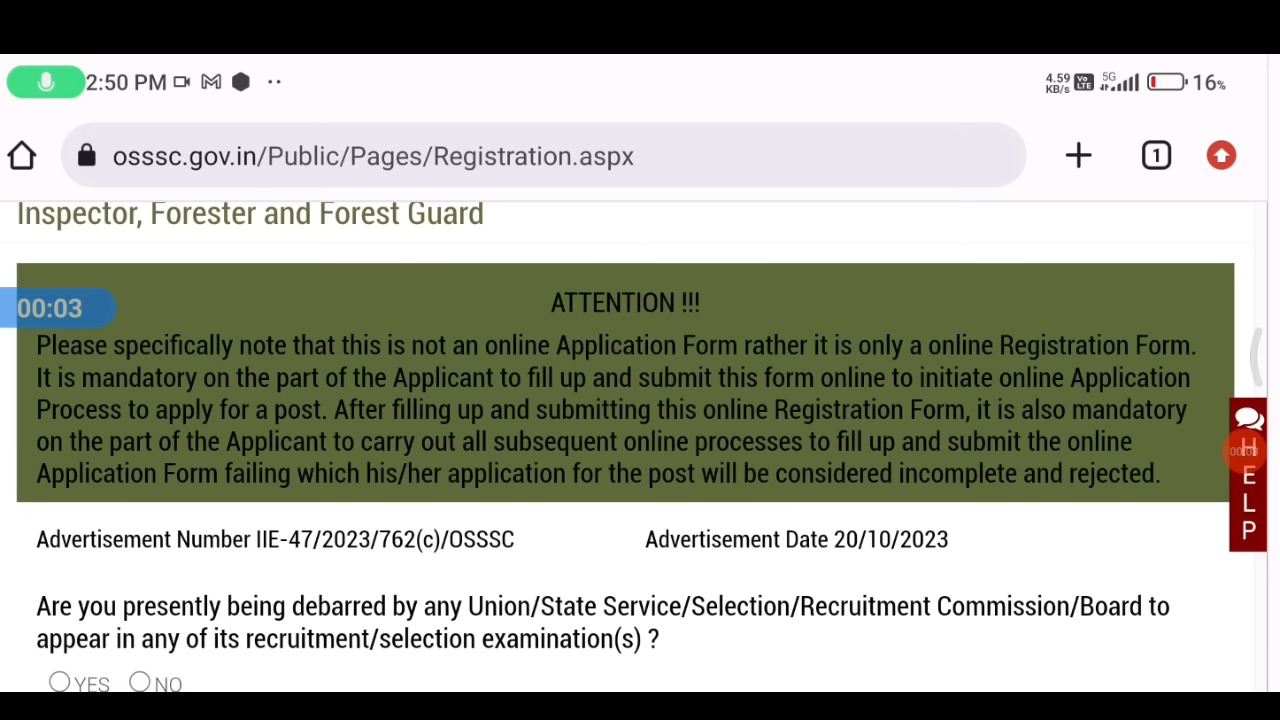 2:50 PM
4.59 KB/s Vo LTE 5G 16%
osssc.gov.in/Public/Pages/Registration.aspx
1
Inspector, Forester and Forest Guard
00:03
ATTENTION !!!
Please specifically note that this is not an online Application Form rather it is only a online Registration Form.
It is mandatory on the part of the Applicant to fill up and submit this form online to initiate online Application
Process to apply for a post. After filling up and submitting this online Registration Form, it is also mandatory
on the part of the Applicant to carry out all subsequent online processes to fill up and submit the online
Application Form failing which his/her application for the post will be considered incomplete and rejected.
HELP
Advertisement Number IIE-47/2023/762(c)/OSSSC Advertisement Date 20/10/2023
Are you presently being debarred by any Union/State Service/Selection/Recruitment Commission/Board to
appear in any of its recruitment/selection examination(s) ?
YES NO